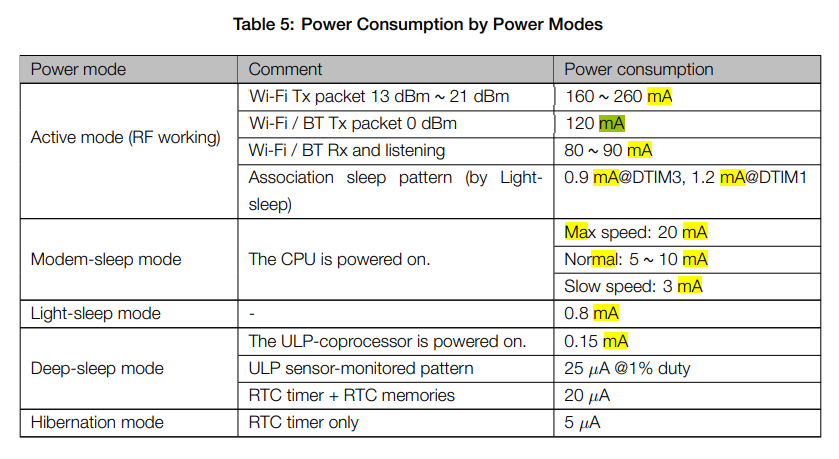 Table 5: Power Consumption by Power Modes
Power mode Comment Power consumption
Active mode (RF working)
Wi-Fi Tx packet 13 dBm ~ 21 dBm 160 ~ 260 mA
Wi-Fi / BT Tx packet 0 dBm 120 mA
Wi-Fi / BT Rx and listening 80 ~ 90 mA
Association sleep pattern (by Light-
sleep)
0.9 mA@DTIM3, 1.2 mA@DTIM1
Modem-sleep mode
The CPU is powered on.
Max speed: 20 mA
Normal: 5 ~ 10 mA
Slow speed: 3 mA
Light-sleep mode - 0.8 mA
Deep-sleep mode
The ULP-coprocessor is powered on. 0.15 mA
ULP sensor-monitored pattern 25 μA @1% duty
RTC timer + RTC memories 20 μA
Hibernation mode RTC timer only 5 μA